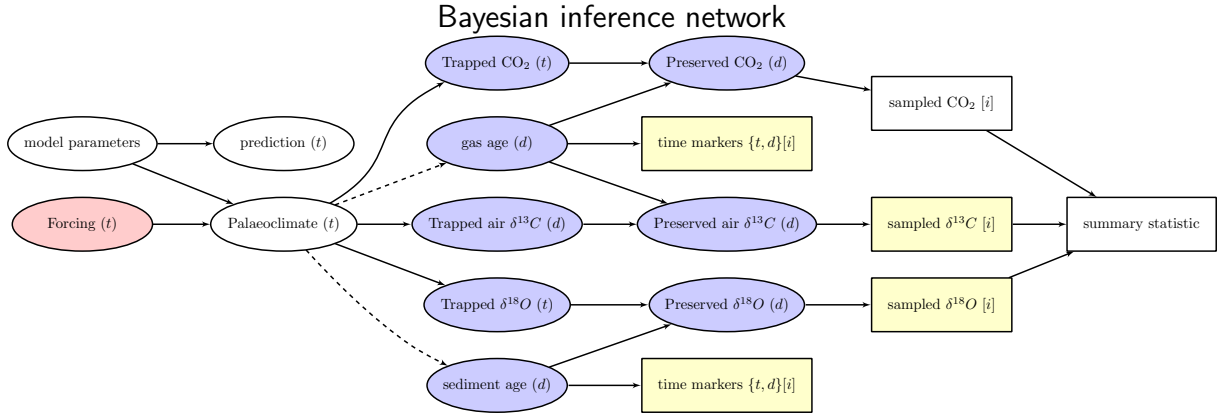 Bayesian inference network
Trapped CO₂ (t)
Preserved CO₂ (d)
sampled CO₂ [i]
model parameters
prediction (t)
gas age (d)
time markers {t, d}[i]
Forcing (t)
Palaeoclimate (t)
Trapped air δ¹³C (d)
Preserved air δ¹³C (d)
sampled δ¹³C [i]
summary statistic
Trapped δ¹⁸O (t)
Preserved δ¹⁸O (d)
sampled δ¹⁸O [i]
sediment age (d)
time markers {t, d}[i]